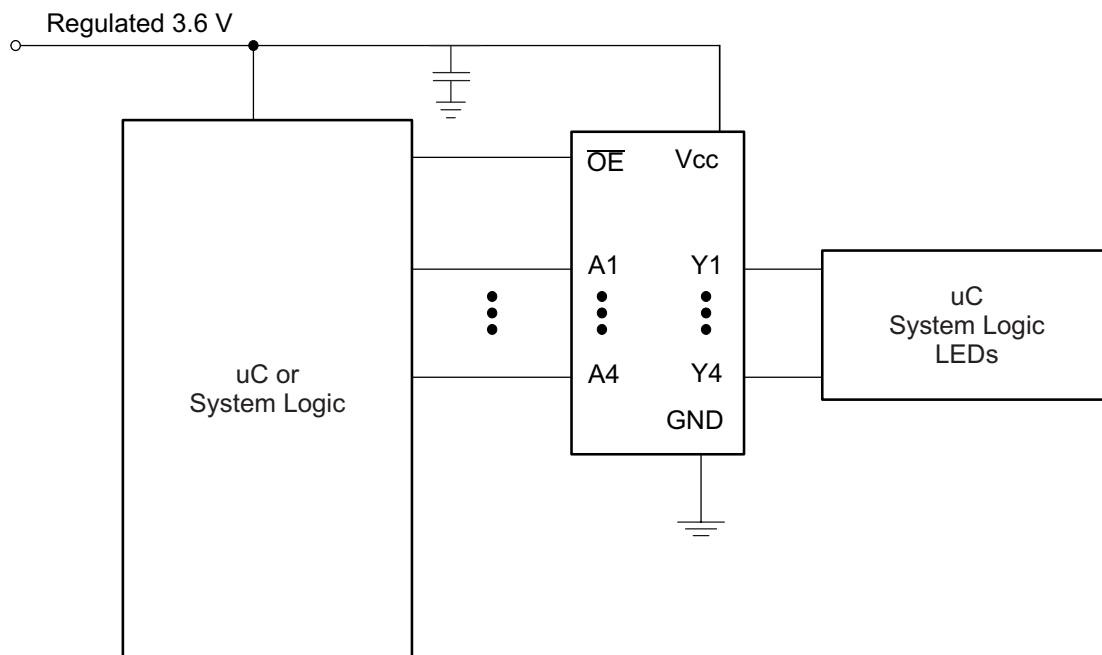 Regulated 3.6 V
OE Vcc
A1 Y1
A4 Y4
GND
uC or
System Logic
uC
System Logic
LEDs